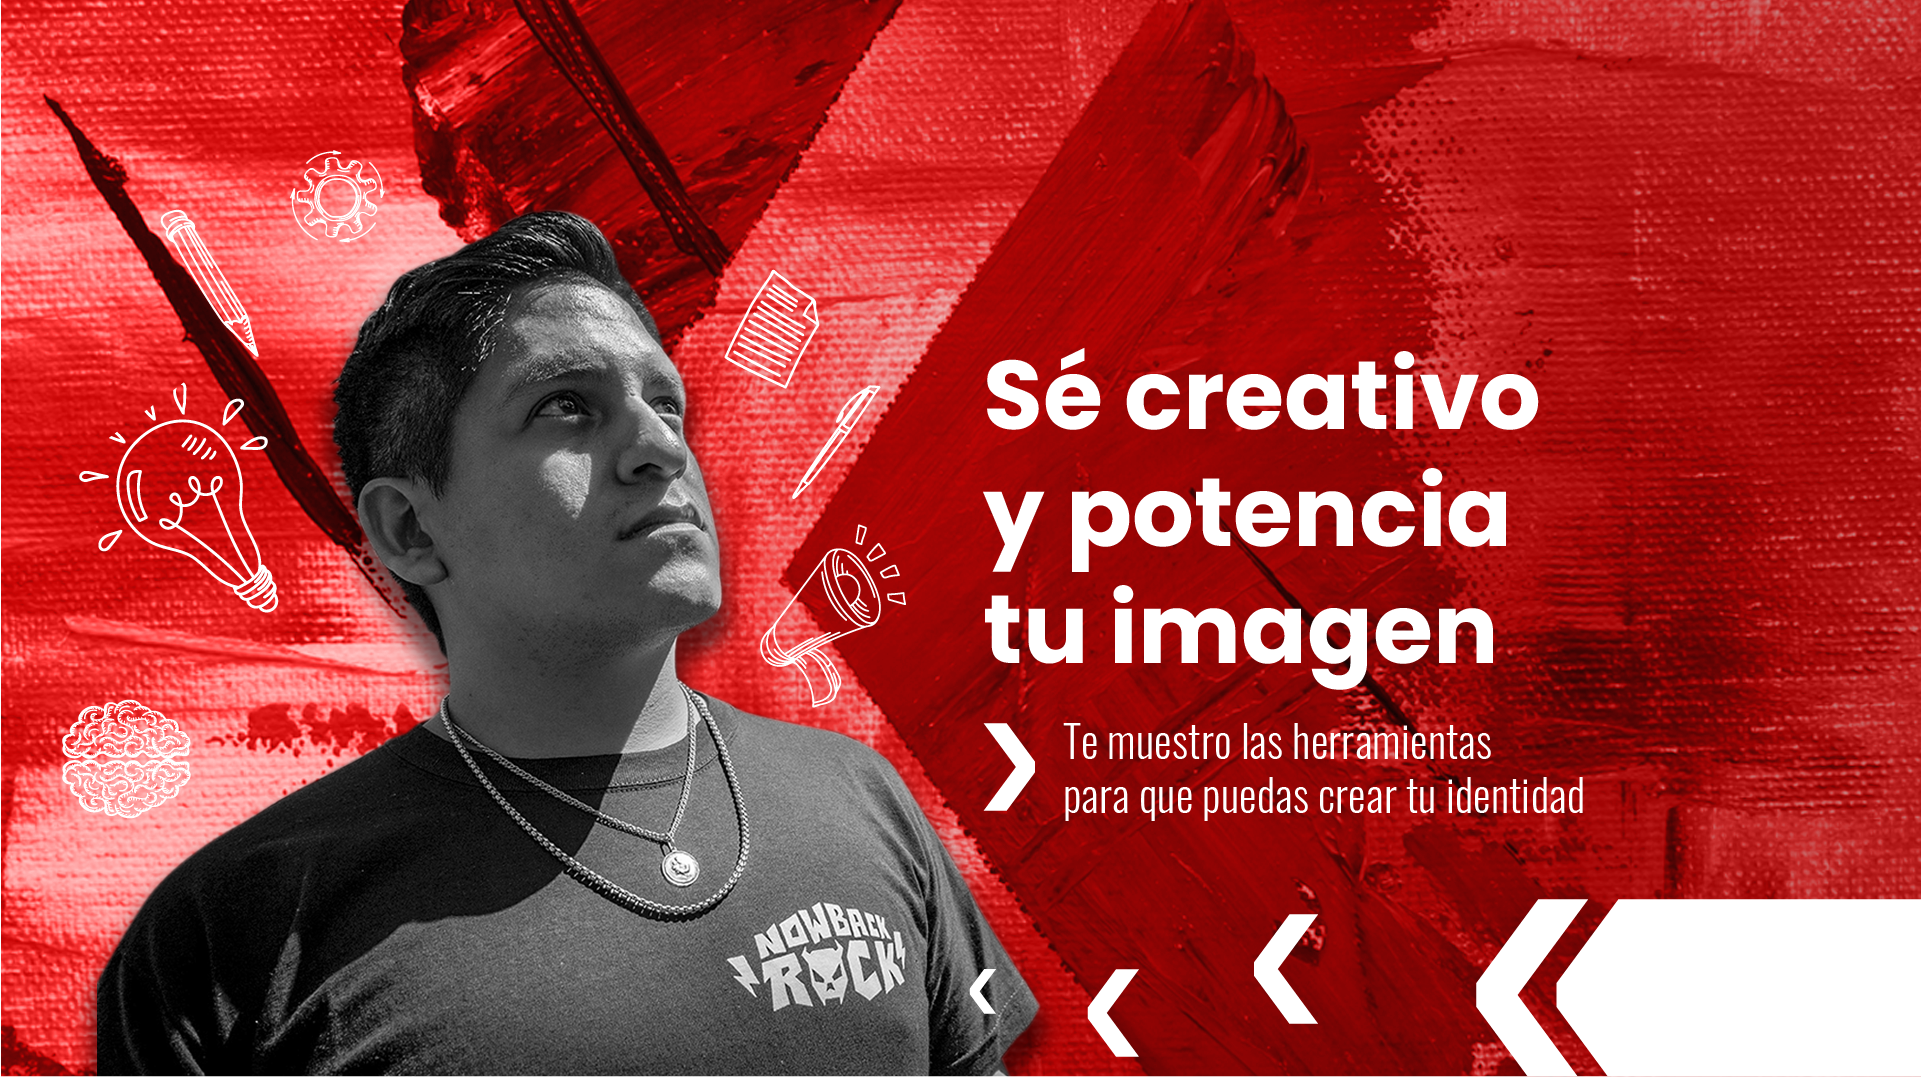 Sé creativo
y potencia
tu imagen
Te muestro las herramientas
para que puedas crear tu identidad
NOWBACK
ROCK